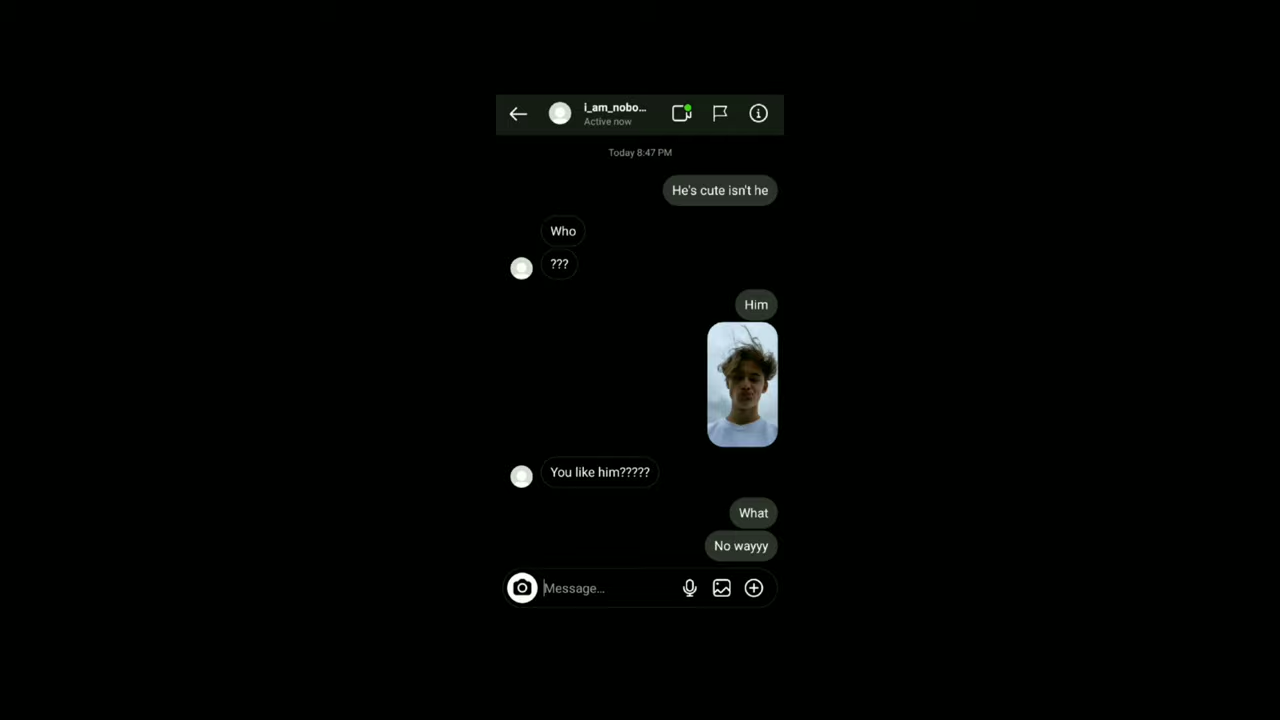 i_am_nobo...
Active now
Today 8:47 PM
He's cute isn't he
Who
???
Him
You like him?????
What
No wayyy
Message...